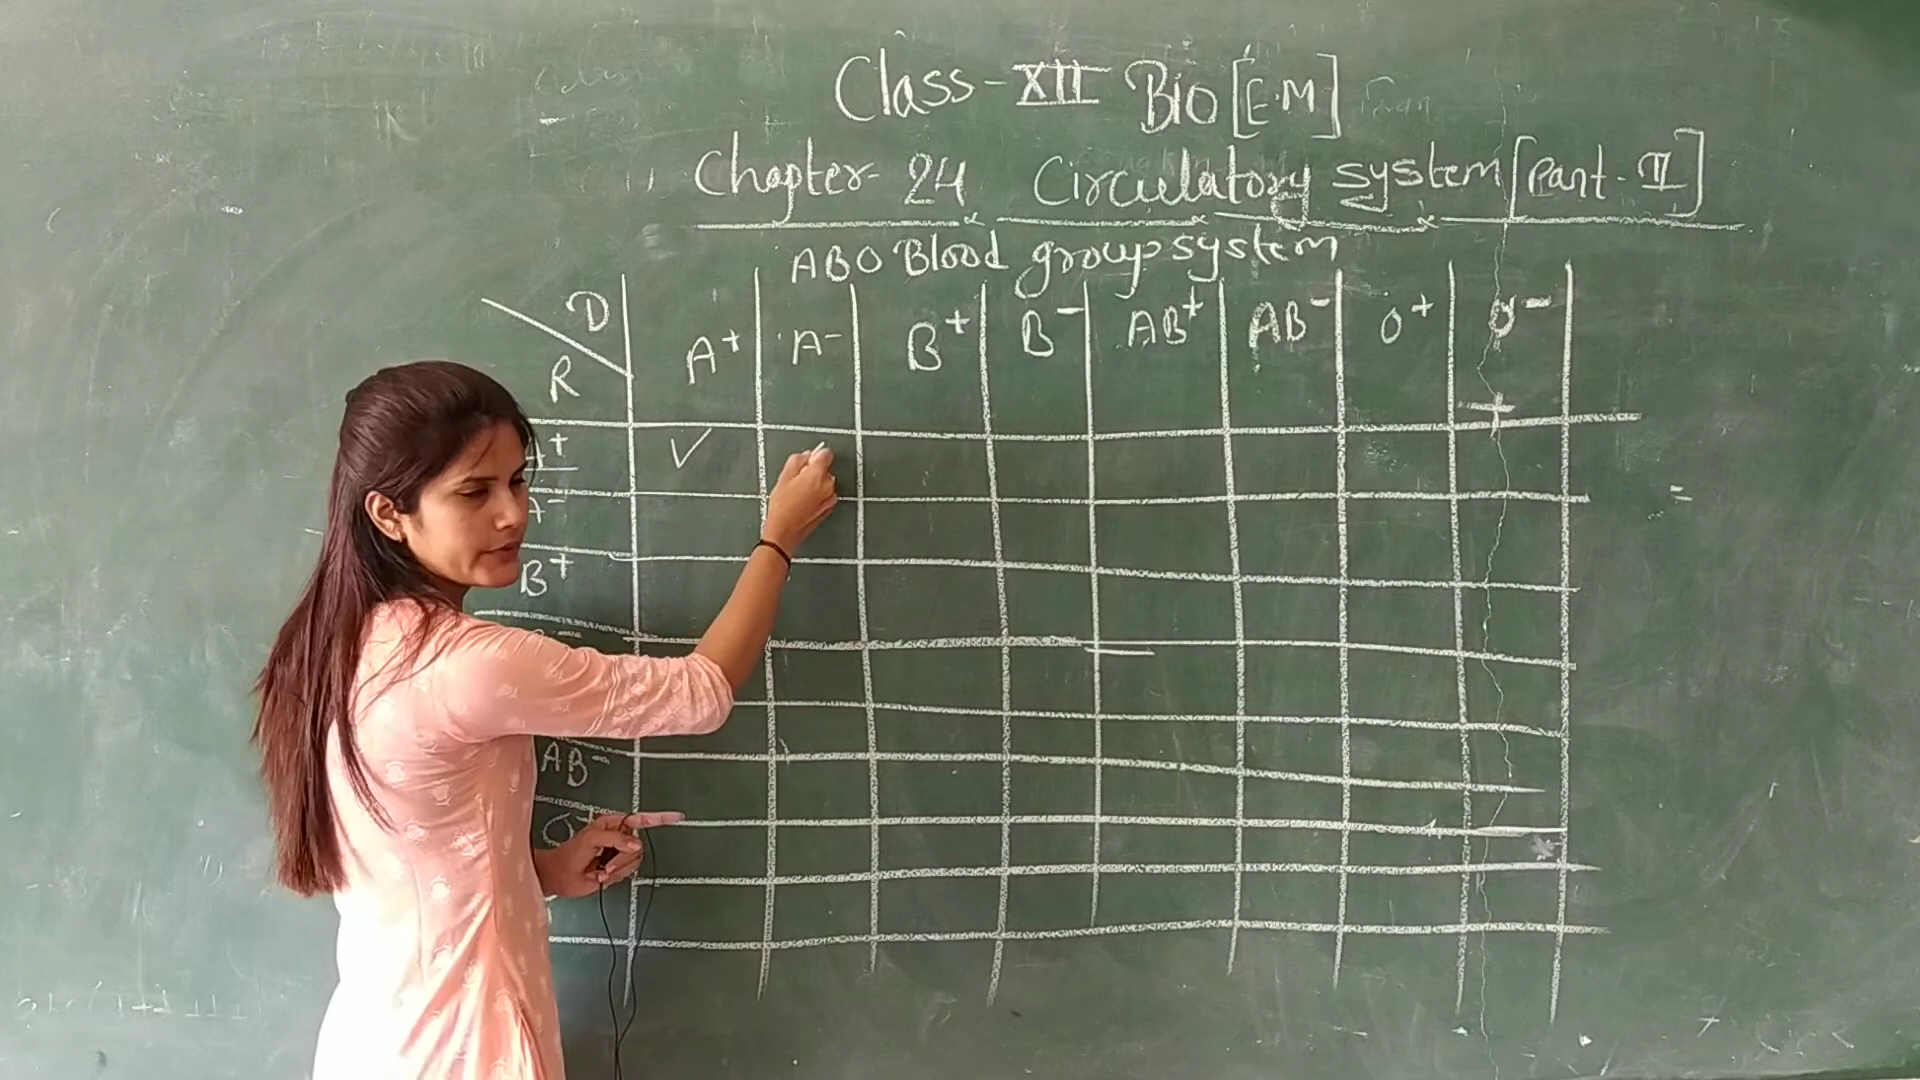 Class-XII Bio [E.M]
Chapter-24 Circulatory system [Part-II]
ABO Blood group system
D
R
A+ A- B+ B- AB+ AB- O+ O-
A+ ✓
A-
B+
AB-
O+